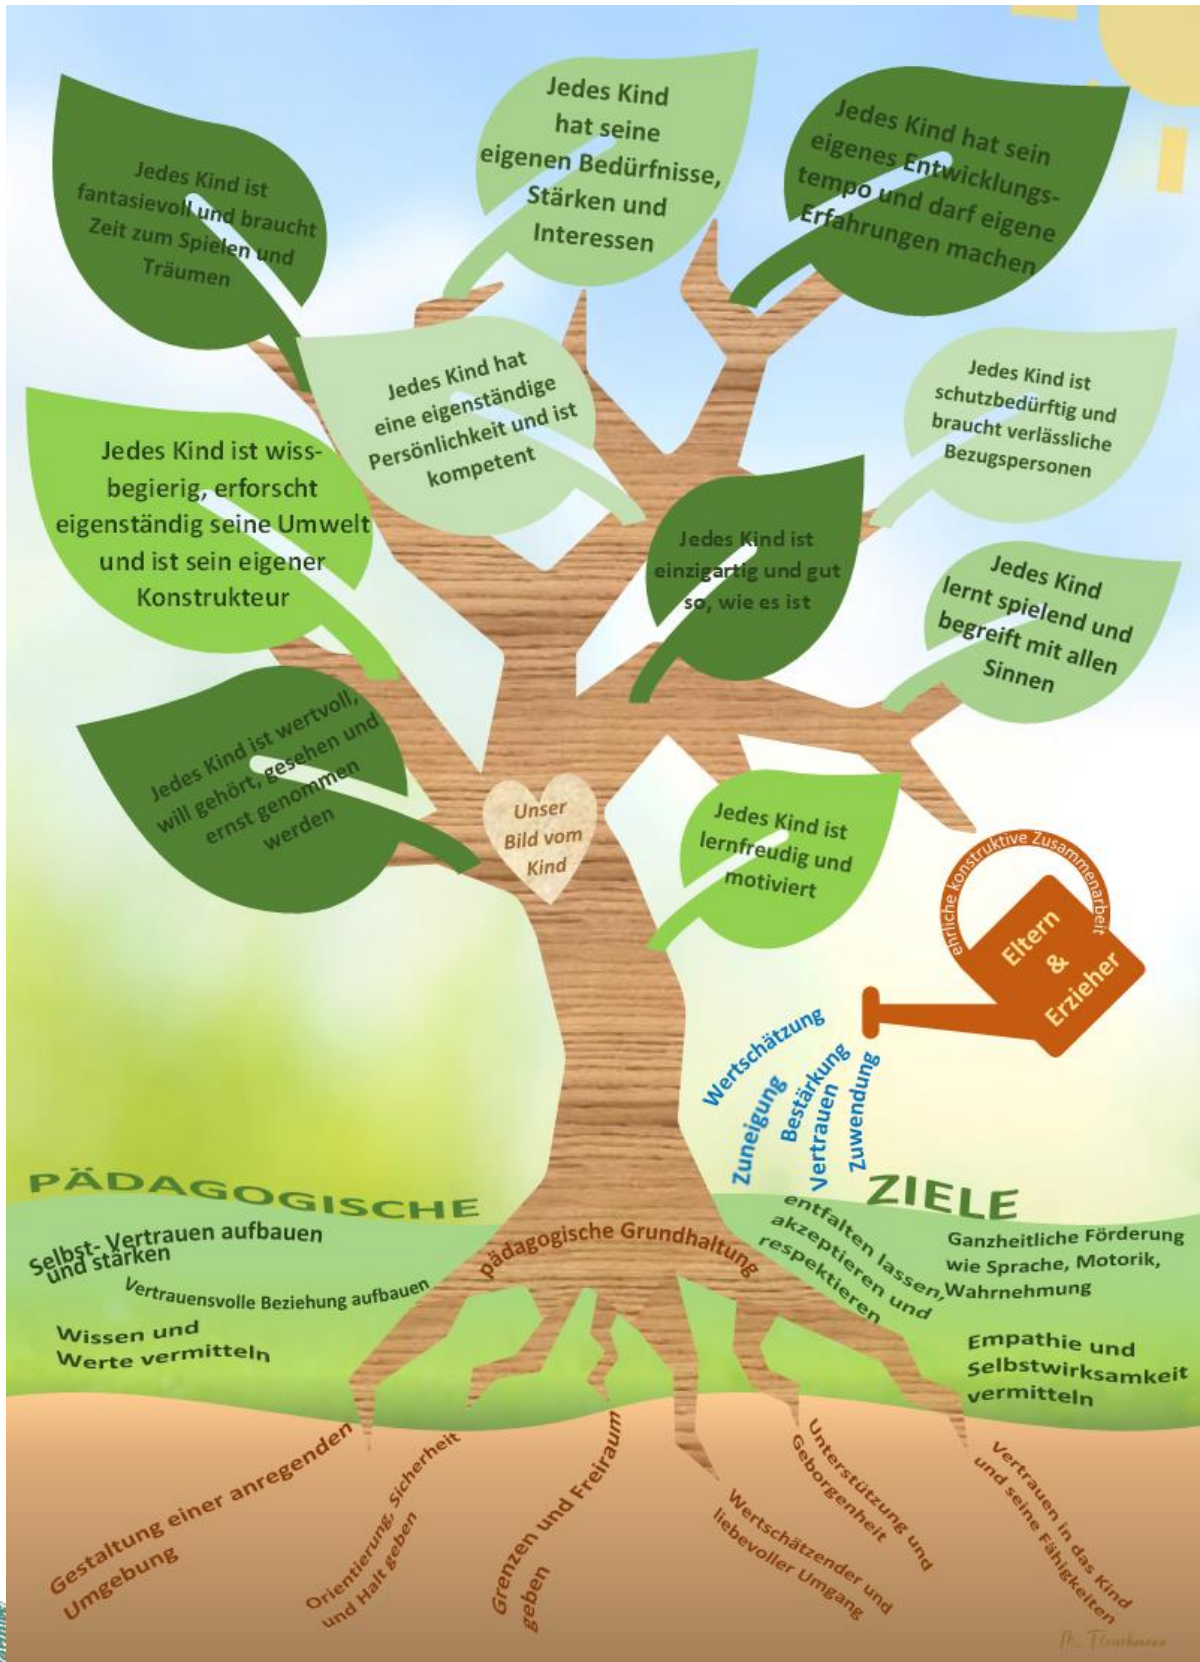 Jedes Kind ist
fantasievoll und braucht
Zeit zum Spielen und
Träumen
Jedes Kind
hat seine
eigenen Bedürfnisse,
Stärken und
Interessen
Jedes Kind hat sein
eigenes Entwicklungs-
tempo und darf eigene
Erfahrungen machen
Jedes Kind hat
eine eigenständige
Persönlichkeit und ist
kompetent
Jedes Kind ist
schutzbedürftig und
braucht verlässliche
Bezugspersonen
Jedes Kind ist wiss-
begierig, erforscht
eigenständig seine Umwelt
und ist sein eigener
Konstrukteur
Jedes Kind ist
einzigartig und gut
so, wie es ist
Jedes Kind
lernt spielend und
begreift mit allen
Sinnen
Jedes Kind ist wertvoll,
will gehört, gesehen und
ernst genommen
werden
Unser
Bild vom
Kind
Jedes Kind ist
lernfreudig und
motiviert
ehrliche konstruktive Zusammenarbeit
Eltern
&
Erzieher
Wertschätzung
Zuneigung
Bestärkung
Vertrauen
Zuwendung
PÄDAGOGISCHE
ZIELE
Selbst- Vertrauen aufbauen
und stärken
Vertrauensvolle Beziehung aufbauen
Wissen und
Werte vermitteln
pädagogische Grundhaltung
entfalten lassen,
akzeptieren und
respektieren
Ganzheitliche Förderung
wie Sprache, Motorik,
Wahrnehmung
Empathie und
Selbstwirksamkeit
vermitteln
Gestaltung einer anregenden
Umgebung
Orientierung, Sicherheit
und Halt geben
Grenzen und Freiraum
geben
Wertschätzender und
liebevoller Umgang
Unterstützung und
Geborgenheit
Vertrauen in das Kind
und seine Fähigkeiten